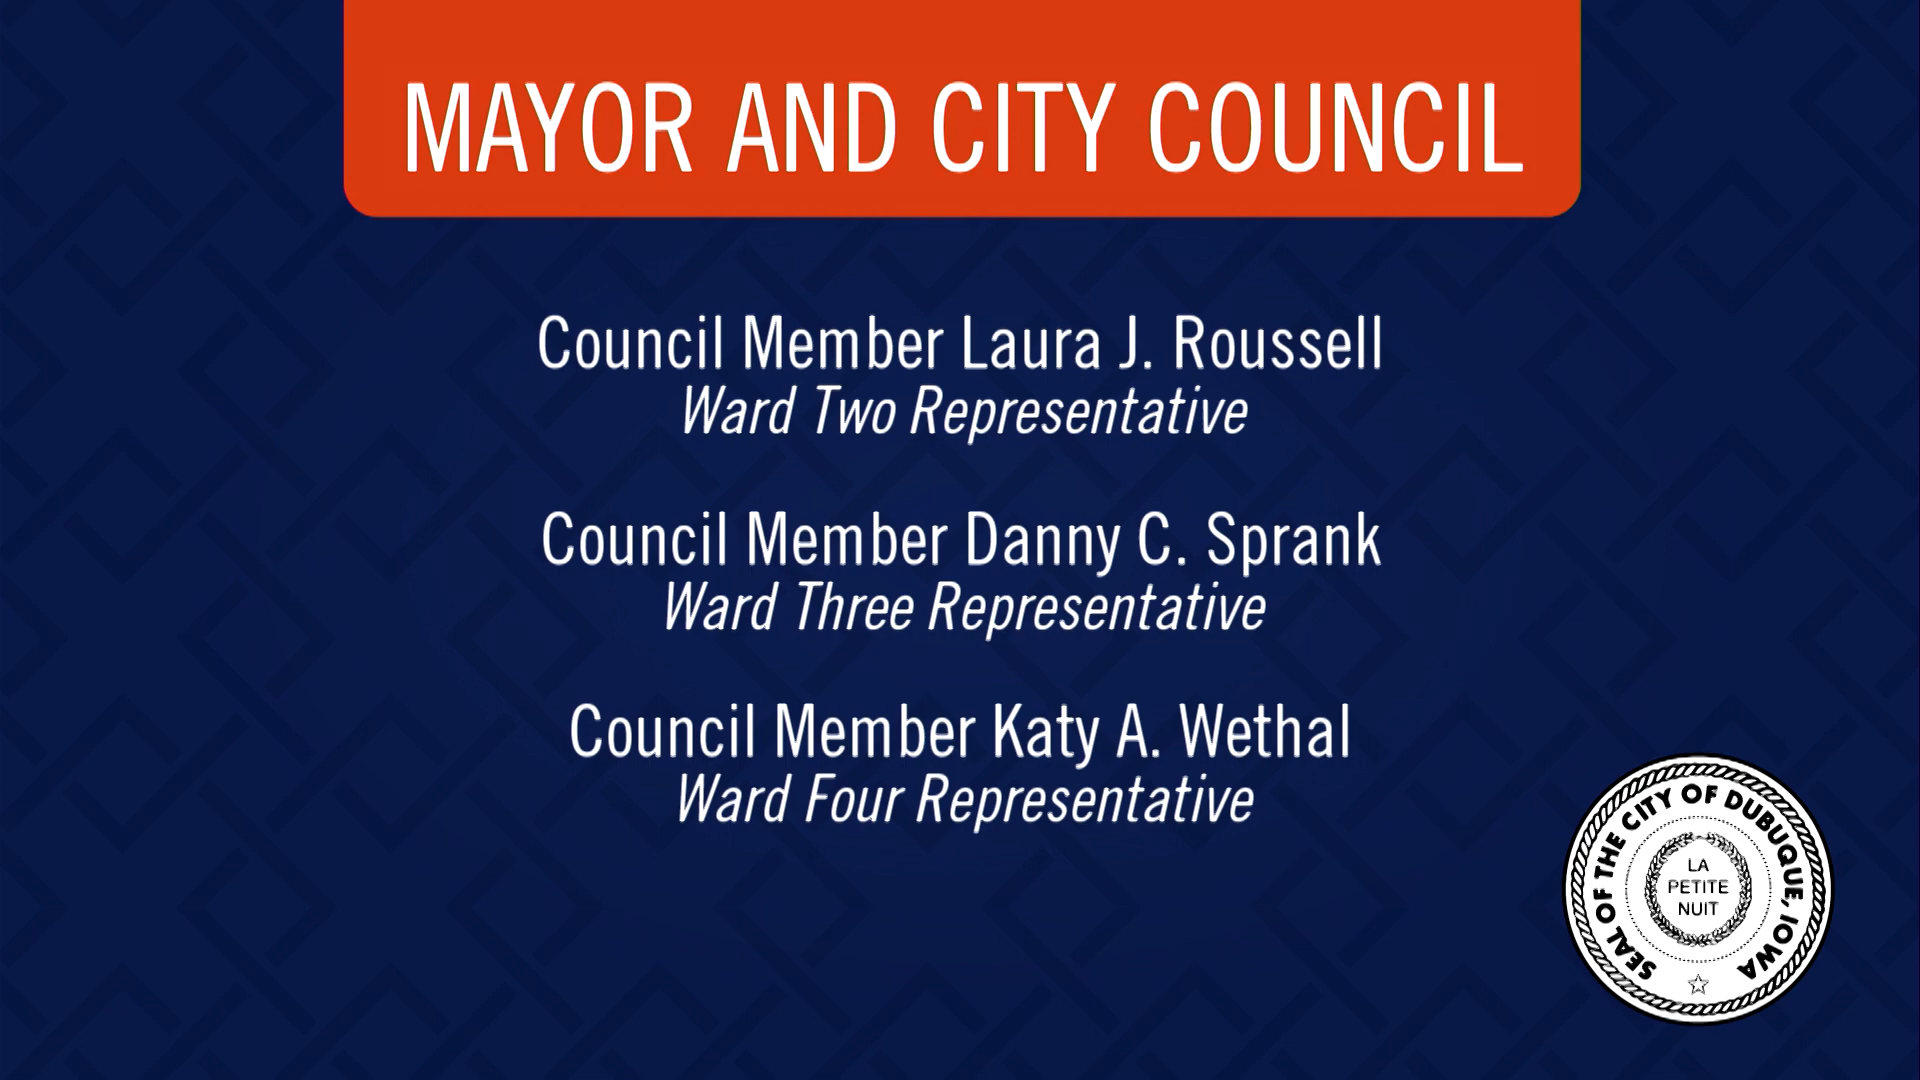 MAYOR AND CITY COUNCIL
Council Member Laura J. Roussell
Ward Two Representative
Council Member Danny C. Sprank
Ward Three Representative
Council Member Katy A. Wethal
Ward Four Representative
SEAL OF THE CITY OF DUBUQUE, IOWA
LA
PETITE
NUIT